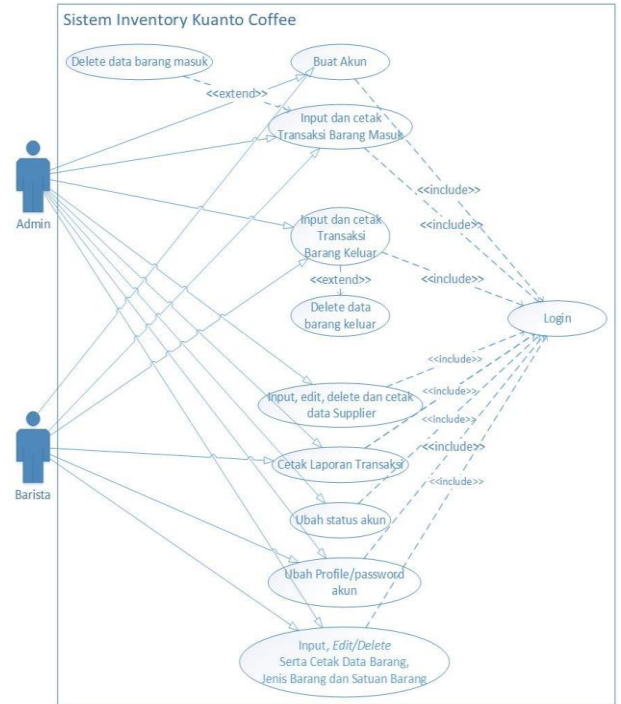 Sistem Inventory Kuanto Coffee
Delete data barang masuk
Buat Akun
<<extend>>
Input dan cetak
Transaksi Barang Masuk
Admin
<<include>>
<<include>>
Input dan cetak
Transaksi
Barang Keluar
<<include>>
<<extend>>
Delete data
barang keluar
Login
<<include>>
Input, edit, delete dan cetak
data Supplier
<<include>>
<<include>>
Barista
Cetak Laporan Transaksi
<<include>>
<<include>>
Ubah status akun
Ubah Profile/password
akun
Input, Edit/Delete
Serta Cetak Data Barang,
Jenis Barang dan Satuan Barang